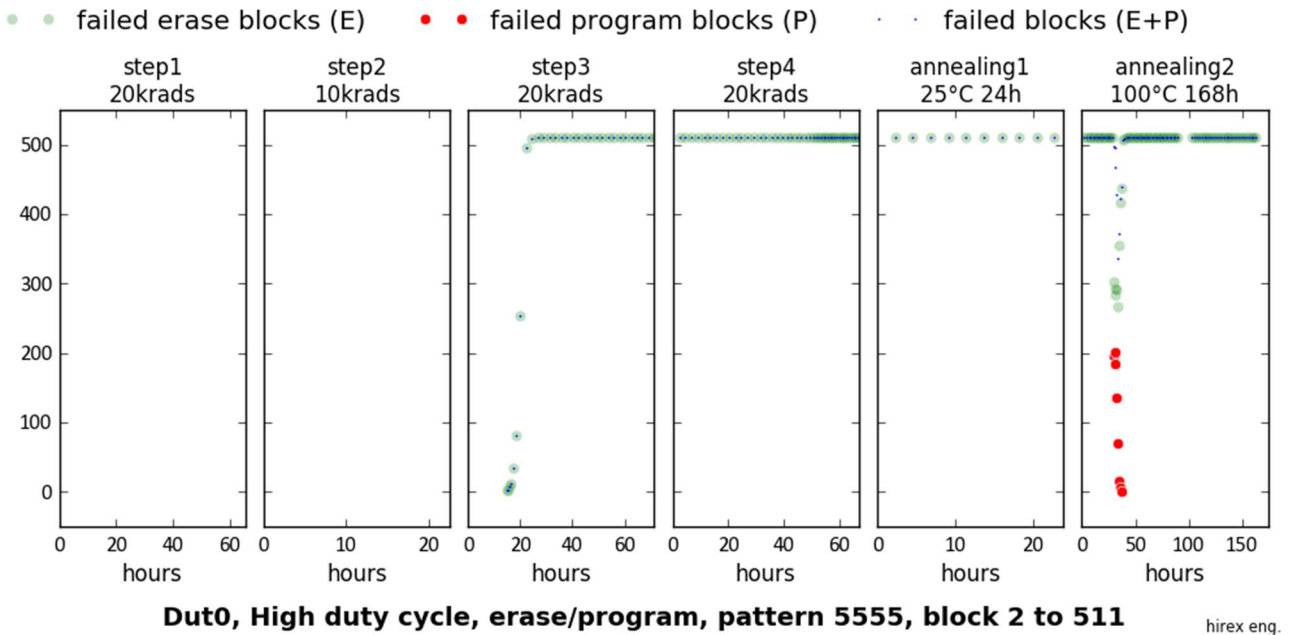 failed erase blocks (E) failed program blocks (P) failed blocks (E+P)
step1 step2 step3 step4 annealing1 annealing2
20krads 10krads 20krads 20krads 25°C 24h 100°C 168h
500
400
300
200
100
0
0 20 40 60 0 10 20 0 20 40 60 0 20 40 60 0 10 20 0 50 100 150
hours hours hours hours hours hours
Dut0, High duty cycle, erase/program, pattern 5555, block 2 to 511
hirex eng.